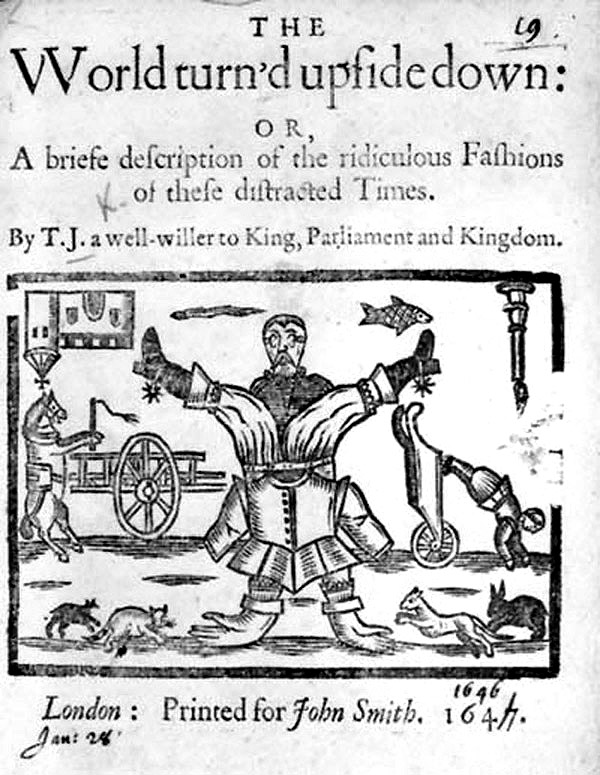 THE
19.
World turn'd upſide down:
OR,
A briefe deſcription of the ridiculous Faſhions
of theſe diſtracted Times.
By T.J. a well-willer to King, Parliament and Kingdom.
1646
London: Printed for John Smith. 1647.
Jan: 28